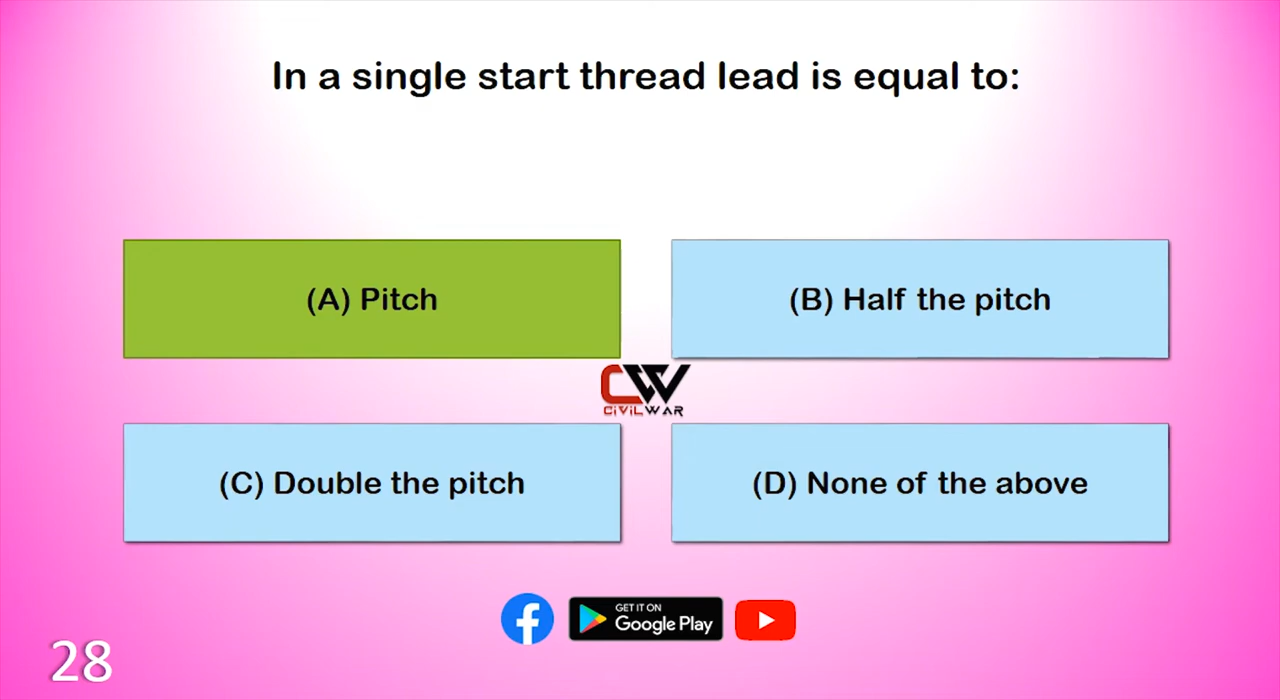 In a single start thread lead is equal to:
(A) Pitch
(B) Half the pitch
CW
CIVIL WAR
(C) Double the pitch
(D) None of the above
f
GET IT ON
Google Play
28